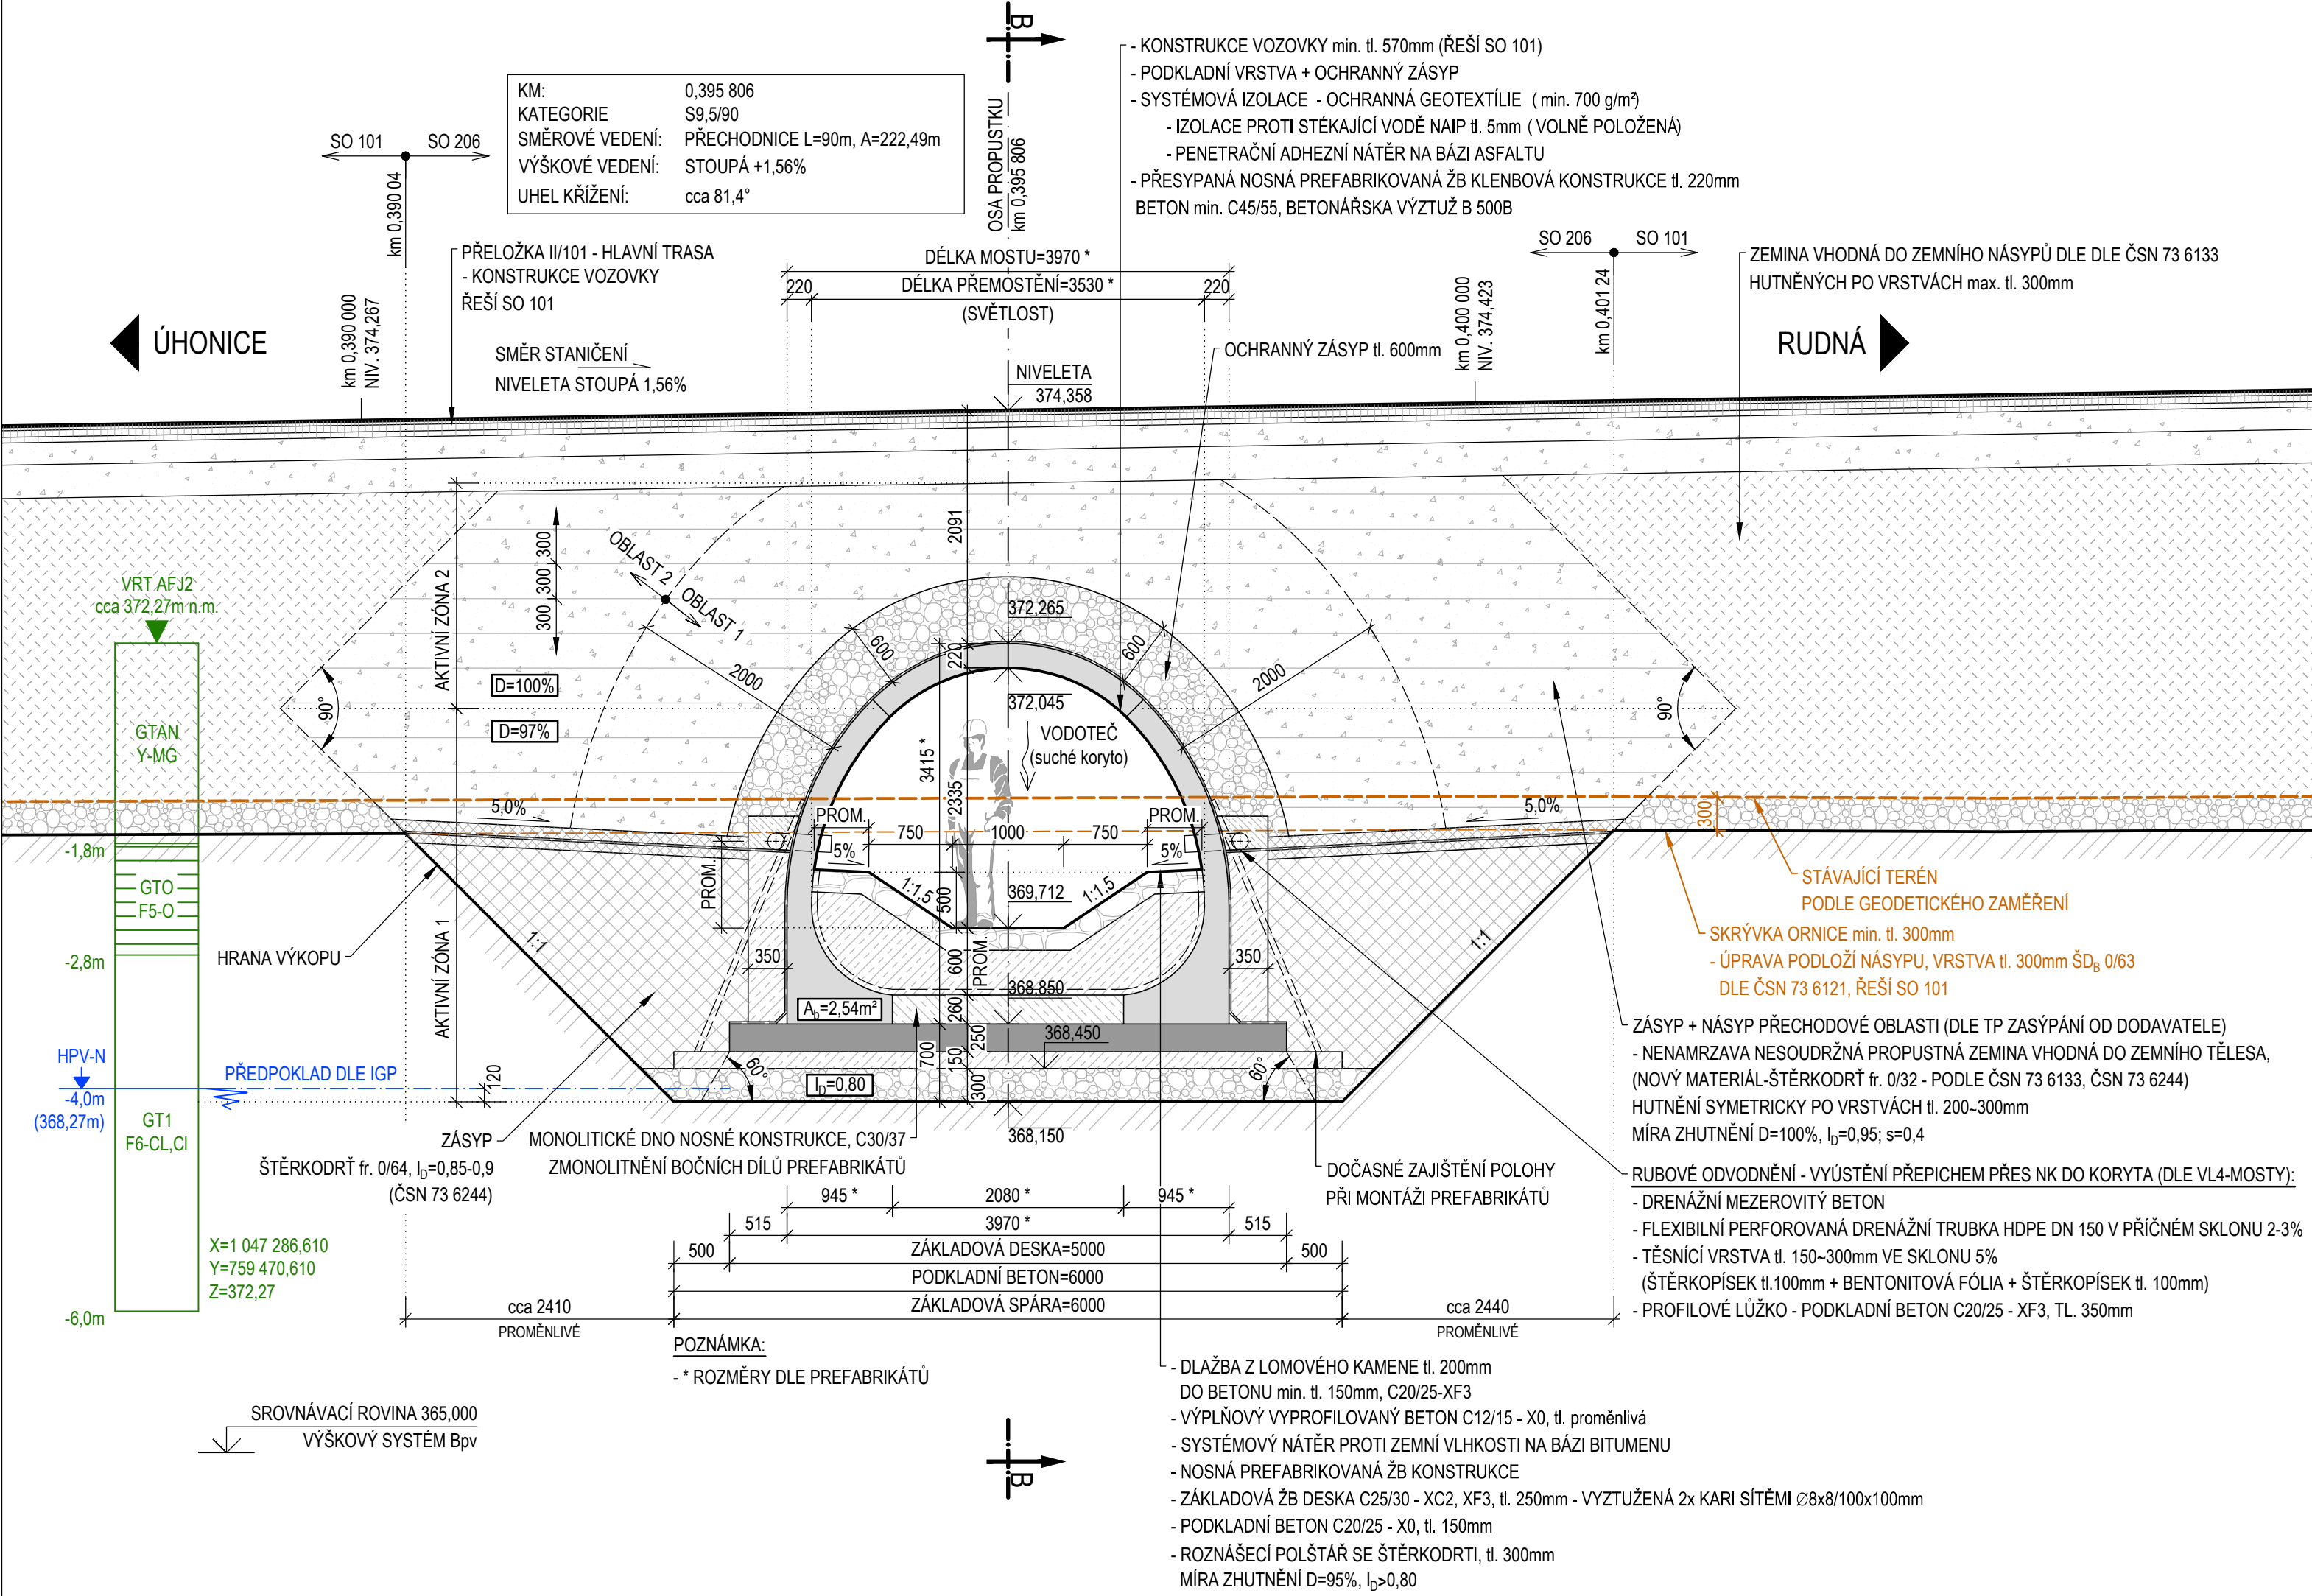 B
- KONSTRUKCE VOZOVKY min. tl. 570mm (ŘEŠÍ SO 101)
- PODKLADNÍ VRSTVA + OCHRANNÝ ZÁSYP
- SYSTÉMOVÁ IZOLACE - OCHRANNÁ GEOTEXTÍLIE ( min. 700 g/m²)
- IZOLACE PROTI STÉKAJÍCÍ VODĚ NAIP tl. 5mm ( VOLNĚ POLOŽENÁ)
- PENETRAČNÍ ADHEZNÍ NÁTĚR NA BÁZI ASFALTU
- PŘESYPANÁ NOSNÁ PREFABRIKOVANÁ ŽB KLENBOVÁ KONSTRUKCE tl. 220mm
BETON min. C45/55, BETONÁŘSKA VÝZTUŽ B 500B
KM: 0,395 806
KATEGORIE S9,5/90
SMĚROVÉ VEDENÍ: PŘECHODNICE L=90m, A=222,49m
VÝŠKOVÉ VEDENÍ: STOUPÁ +1,56%
UHEL KŘÍŽENÍ: cca 81,4°
SO 101 SO 206
km 0,390 04
OSA PROPUSTKU
km 0,395 806
PŘELOŽKA II/101 - HLAVNÍ TRASA
- KONSTRUKCE VOZOVKY
ŘEŠÍ SO 101
DÉLKA MOSTU=3970 *
220 DÉLKA PŘEMOSTĚNÍ=3530 * 220
(SVĚTLOST)
SO 206 SO 101
ZEMINA VHODNÁ DO ZEMNÍHO NÁSYPŮ DLE DLE ČSN 73 6133
HUTNĚNÝCH PO VRSTVÁCH max. tl. 300mm
ÚHONICE
km 0,390 000
NIV. 374,267
SMĚR STANIČENÍ
NIVELETA STOUPÁ 1,56%
OCHRANNÝ ZÁSYP tl. 600mm
km 0,400 000
NIV. 374,423
km 0,401 24
RUDNÁ
NIVELETA
374,358
2091
300 300 300
AKTIVNÍ ZÓNA 2
OBLAST 2
OBLAST 1
VRT AFJ2
cca 372,27m n.m.
372,265
600
600
220
2000
2000
D=100%
D=97%
90°
90°
372,045
VODOTEČ
(suché koryto)
3415 *
2335
GTAN
Y-MG
5,0%
5,0%
300
PROM. PROM.
750 1000 750
5% 5%
PROM.
1:1,5
1:1,5
500
369,712
-1,8m
GTO
F5-O
-2,8m
HRANA VÝKOPU
AKTIVNÍ ZÓNA 1
1:1
1:1
350
350
600
PROM.
368,850
A_b=2,54m²
260
250
700
150
300
368,450
60°
60°
I_D=0,80
368,150
STÁVAJÍCÍ TERÉN
PODLE GEODETICKÉHO ZAMĚŘENÍ
SKRÝVKA ORNICE min. tl. 300mm
- ÚPRAVA PODLOŽÍ NÁSYPU, VRSTVA tl. 300mm ŠD_B 0/63
DLE ČSN 73 6121, ŘEŠÍ SO 101
ZÁSYP + NÁSYP PŘECHODOVÉ OBLASTI (DLE TP ZASÝPÁNÍ OD DODAVATELE)
- NENAMRZAVA NESOUDRŽNÁ PROPUSTNÁ ZEMINA VHODNÁ DO ZEMNÍHO TĚLESA,
(NOVÝ MATERIÁL-ŠTĚRKODRŤ fr. 0/32 - PODLE ČSN 73 6133, ČSN 73 6244)
HUTNĚNÍ SYMETRICKY PO VRSTVÁCH tl. 200~300mm
MÍRA ZHUTNĚNÍ D=100%, I_D=0,95; s=0,4
HPV-N
PŘEDPOKLAD DLE IGP
120
-4,0m
(368,27m)
GT1
F6-CL,CI
ZÁSYP
ŠTĚRKODRŤ fr. 0/64, I_D=0,85-0,9
(ČSN 73 6244)
MONOLITICKÉ DNO NOSNÉ KONSTRUKCE, C30/37
ZMONOLITNĚNÍ BOČNÍCH DÍLŮ PREFABRIKÁTŮ
DOČASNÉ ZAJIŠTĚNÍ POLOHY
PŘI MONTÁŽI PREFABRIKÁTŮ
RUBOVÉ ODVODNĚNÍ - VYÚSTĚNÍ PŘEPICHEM PŘES NK DO KORYTA (DLE VL4-MOSTY):
- DRENÁŽNÍ MEZEROVITÝ BETON
- FLEXIBILNÍ PERFOROVANÁ DRENÁŽNÍ TRUBKA HDPE DN 150 V PŘÍČNÉM SKLONU 2-3%
- TĚSNÍCÍ VRSTVA tl. 150~300mm VE SKLONU 5%
(ŠTĚRKOPÍSEK tl.100mm + BENTONITOVÁ FÓLIA + ŠTĚRKOPÍSEK tl. 100mm)
- PROFILOVÉ LŮŽKO - PODKLADNÍ BETON C20/25 - XF3, TL. 350mm
945 * 2080 * 945 *
515 3970 * 515
500 ZÁKLADOVÁ DESKA=5000 500
PODKLADNÍ BETON=6000
ZÁKLADOVÁ SPÁRA=6000
X=1 047 286,610
Y=759 470,610
Z=372,27
-6,0m
cca 2410
PROMĚNLIVÉ
cca 2440
PROMĚNLIVÉ
POZNÁMKA:
- * ROZMĚRY DLE PREFABRIKÁTŮ
- DLAŽBA Z LOMOVÉHO KAMENE tl. 200mm
DO BETONU min. tl. 150mm, C20/25-XF3
- VÝPLŇOVÝ VYPROFILOVANÝ BETON C12/15 - X0, tl. proměnlivá
- SYSTÉMOVÝ NÁTĚR PROTI ZEMNÍ VLHKOSTI NA BÁZI BITUMENU
- NOSNÁ PREFABRIKOVANÁ ŽB KONSTRUKCE
- ZÁKLADOVÁ ŽB DESKA C25/30 - XC2, XF3, tl. 250mm - VYZTUŽENÁ 2x KARI SÍTĚMI Ø8x8/100x100mm
- PODKLADNÍ BETON C20/25 - X0, tl. 150mm
- ROZNÁŠECÍ POLŠTÁŘ SE ŠTĚRKODRTI, tl. 300mm
MÍRA ZHUTNĚNÍ D=95%, I_D>0,80
SROVNÁVACÍ ROVINA 365,000
VÝŠKOVÝ SYSTÉM Bpv
B